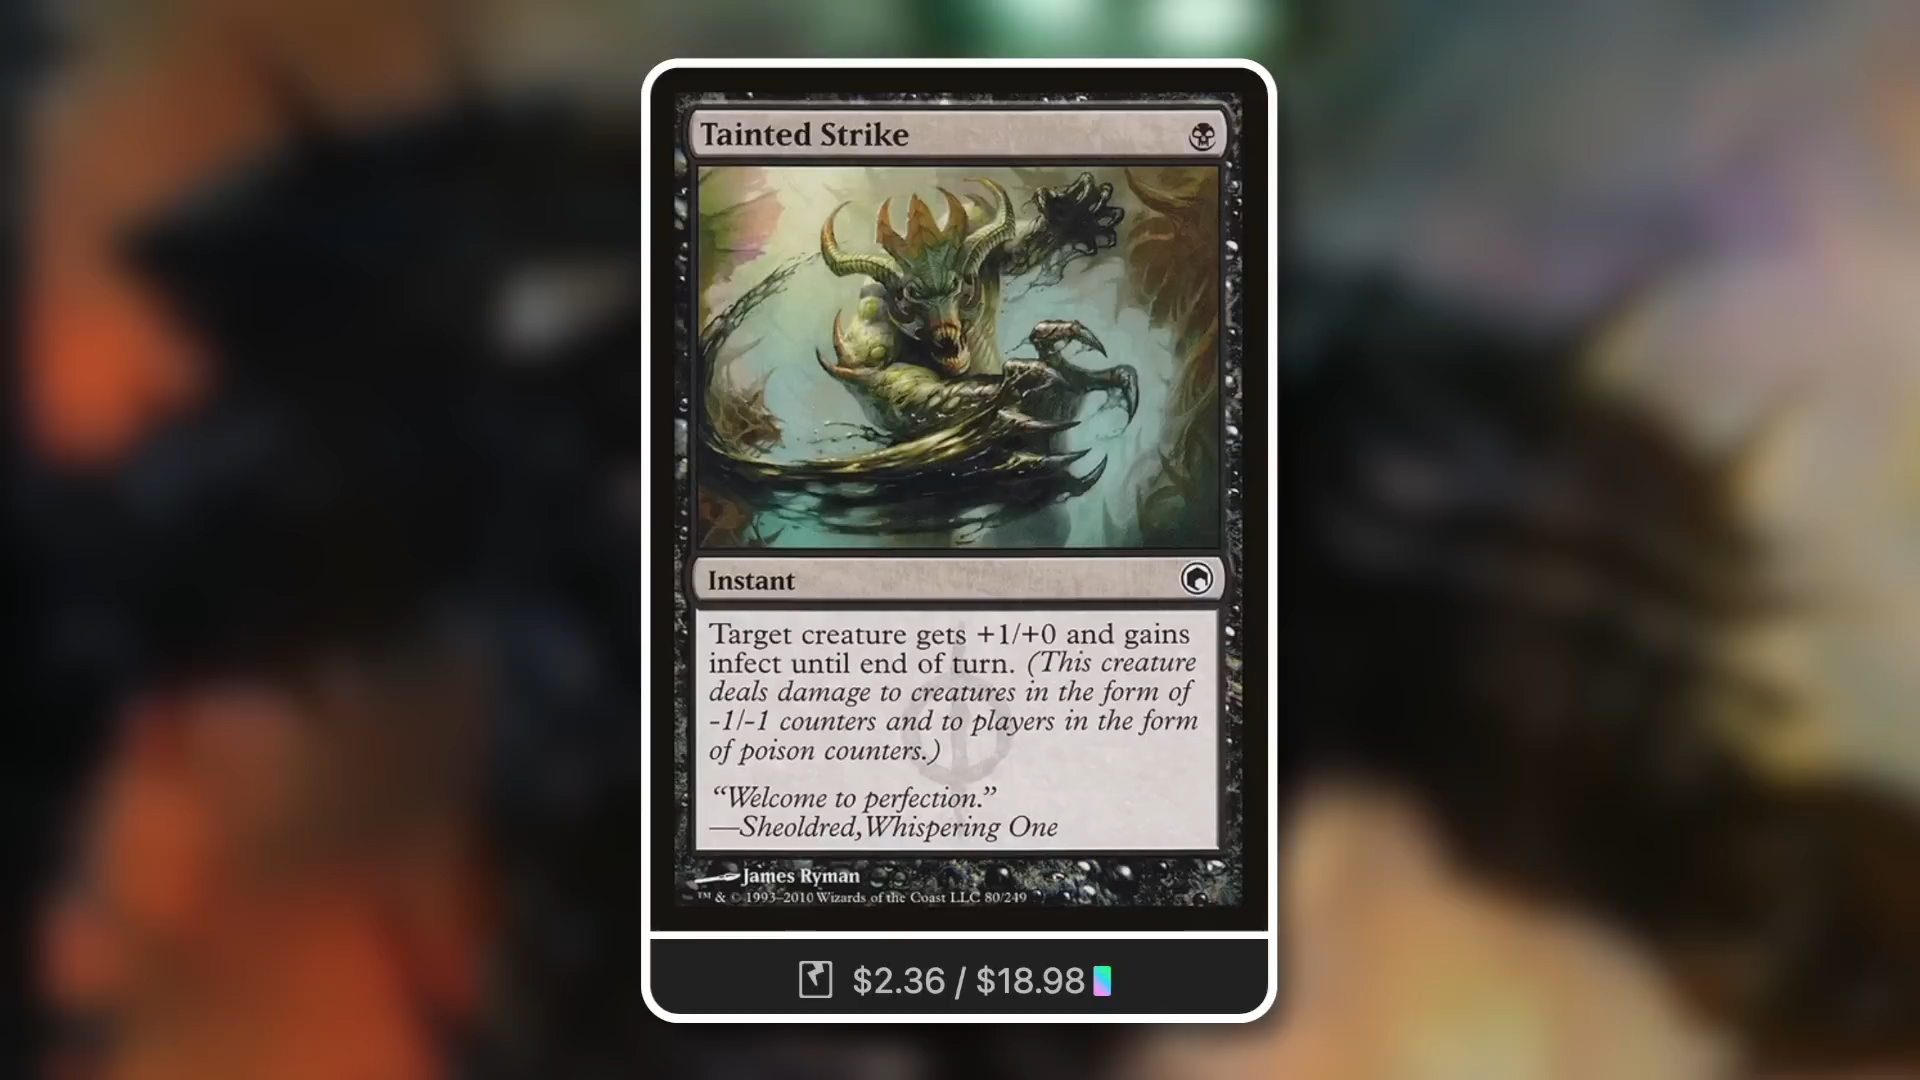 Tainted Strike
Instant
Target creature gets +1/+0 and gains
infect until end of turn. (This creature
deals damage to creatures in the form of
-1/-1 counters and to players in the form
of poison counters.)
“Welcome to perfection.”
—Sheoldred, Whispering One
James Ryman
™ & © 1993–2010 Wizards of the Coast LLC 80/249
$2.36 / $18.98